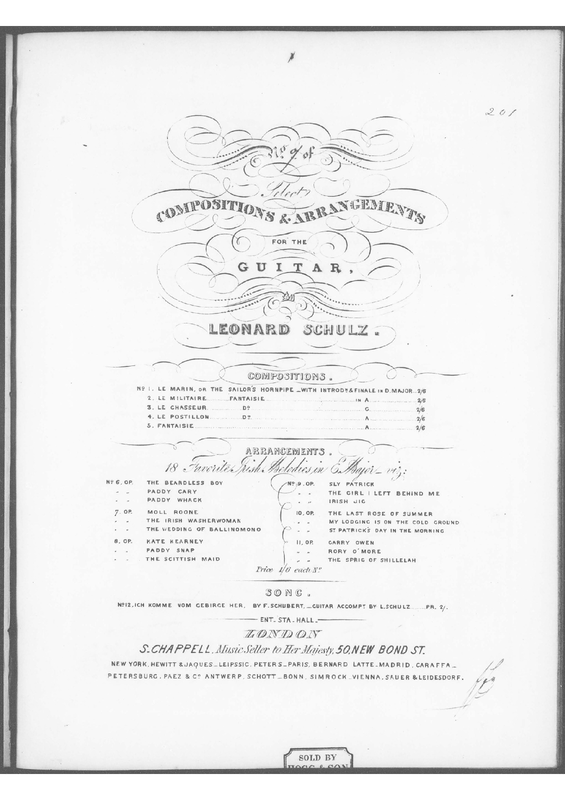 201
No. 9. of
Select
COMPOSITIONS & ARRANGEMENTS
FOR THE
GUITAR,
BY
LEONARD SCHULZ.
COMPOSITIONS.
No 1. LE MARIN, OR THE SAILOR'S HORNPIPE _ WITH INTRODN & FINALE IN D. MAJOR .. 2/6
2. LE MILITAIRE ........ FANTAISIE ........ IN A ........ 2/6
3. LE CHASSEUR ........ Do ........ G ........ 2/6
4. LE POSTILLON ........ Do ........ A ........ 2/6
5. FANTAISIE ........ A ........ 2/6
ARRANGEMENTS.
18 Favorite Irish Melodies, in E Major _ viz;
No 6. OP. THE BEARDLESS BOY
" " PADDY CARY
" " PADDY WHACK
7. OP. MOLL ROONE
" " THE IRISH WASHERWOMAN
" " THE WEDDING OF BALLINOMONO
8. OP. KATE KEARNEY
" " PADDY SNAP
" " THE SCITTISH MAID
No 9. OP. SLY PATRICK
" " THE GIRL I LEFT BEHIND ME
" " IRISH JIG
10. OP. THE LAST ROSE OF SUMMER
" " MY LODGING IS ON THE COLD GROUND
" " ST PATRICK'S DAY IN THE MORNING
11. OP. GARRY OWEN
" " RORY O'MORE
" " THE SPRIG OF SHILLELAH
Price 1/6 each No
SONG.
No 12. ICH KOMME VOM GEBIRGE HER, BY F. SCHUBERT, _ GUITAR ACCOMPT BY L. SCHULZ ...... PR. 2/.
ENT. STA. HALL.
LONDON
S. CHAPPELL, Music Seller to Her Majesty, 50, NEW BOND ST.
NEW YORK, HEWITT & JAQUES _ LEIPSSIC, PETERS _ PARIS, BERNARD LATTE, MADRID, CARAFFA _
PETERSBURG, PAEZ & Co ANTWERP, SCHOTT _ BONN, SIMROCK _ VIENNA, SAUER & LEIDESDORF.
SOLD BY
HOGG & SON